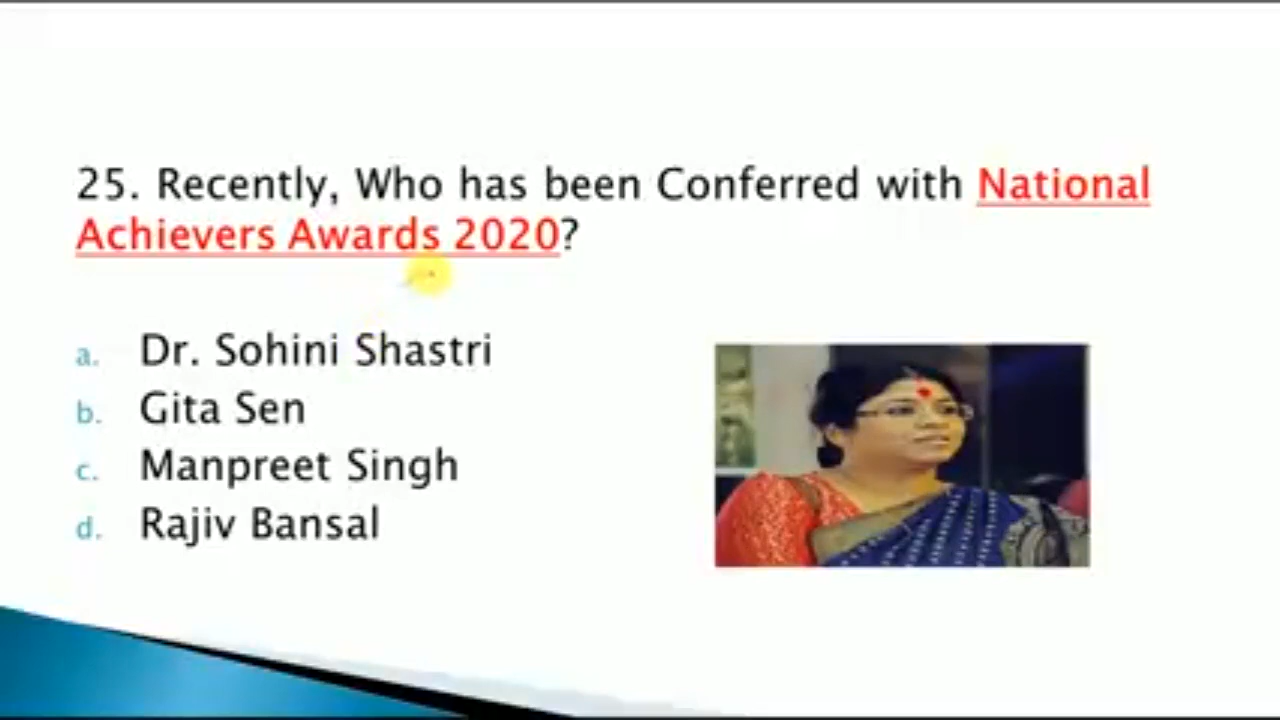 25. Recently, Who has been Conferred with National
Achievers Awards 2020?
a. Dr. Sohini Shastri
b. Gita Sen
c. Manpreet Singh
d. Rajiv Bansal